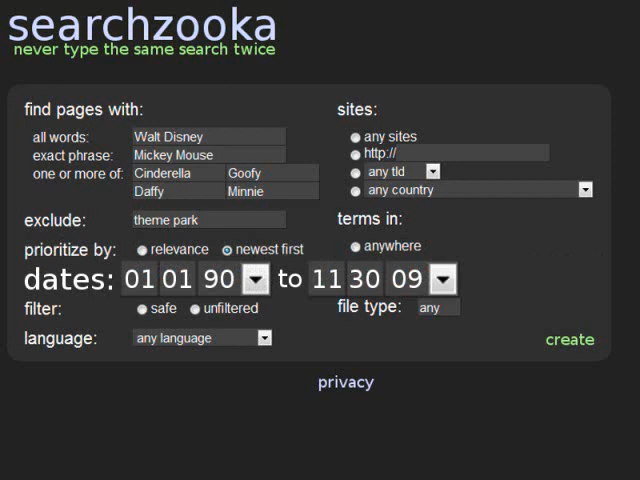 searchzooka
never type the same search twice
find pages with:
all words: Walt Disney
exact phrase: Mickey Mouse
one or more of: Cinderella Goofy
Daffy Minnie
exclude: theme park
prioritize by: relevance newest first
dates: 01 01 90 to 11 30 09
filter: safe unfiltered
language: any language
sites:
any sites
http://
any tld
any country
terms in:
anywhere
file type: any
create
privacy